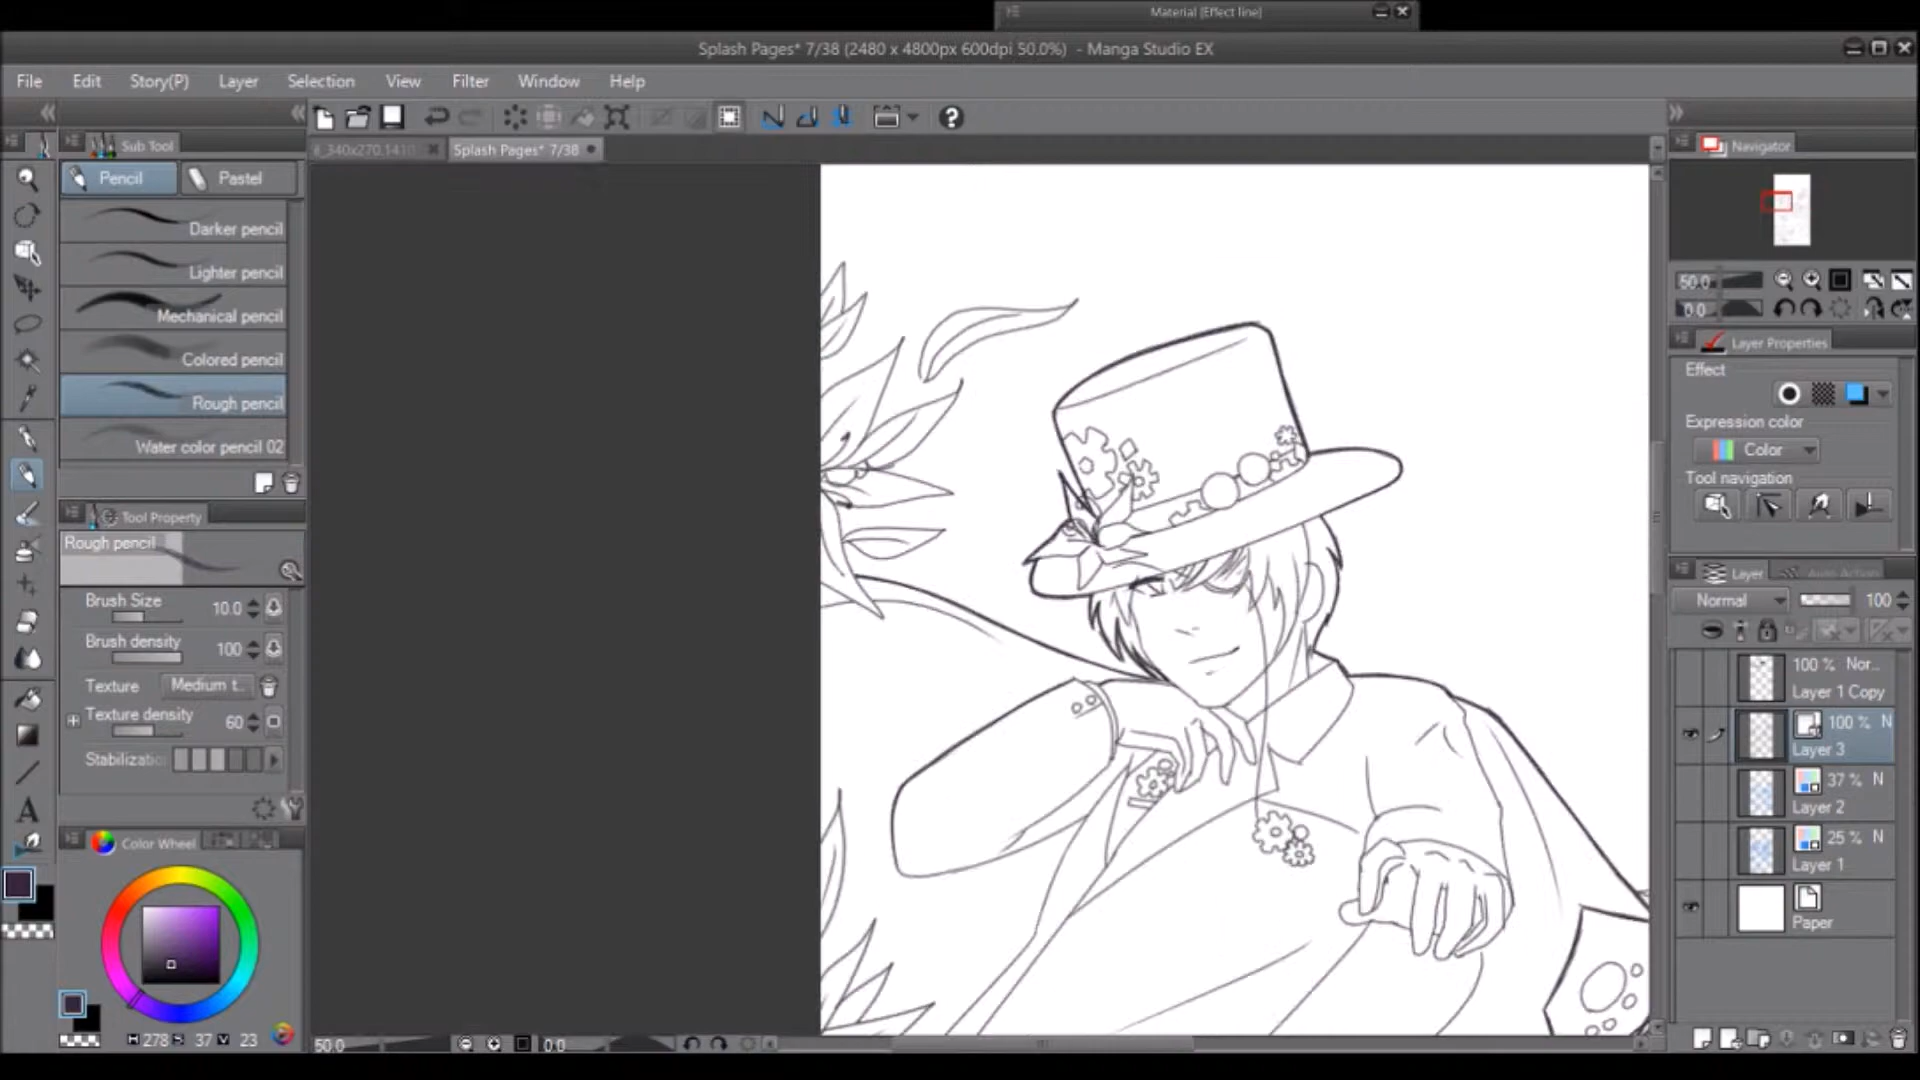 Material [Effect line]
Splash Pages* 7/38 (2480 x 4800px 600dpi 50.0%) - Manga Studio EX
File Edit Story(P) Layer Selection View Filter Window Help
Sub Tool
Splash Pages* 7/38
Navigator
Pencil Pastel
Darker pencil
Lighter pencil
Mechanical pencil
Colored pencil
Rough pencil
Water color pencil 02
50.0
0.0
Layer Properties
Effect
Expression color
Color
Tool navigation
Tool Property
Rough pencil
Brush Size 10.0
Brush density 100
Texture Medium t..
Texture density 60
Stabilizatio
Layer Auto Action
Normal 100
100 % Nor...
Layer 1 Copy
100 % N
Layer 3
37 % N
Layer 2
25 % N
Layer 1
Paper
Color Wheel
H 278 S 37 V 23
50.0 0.0